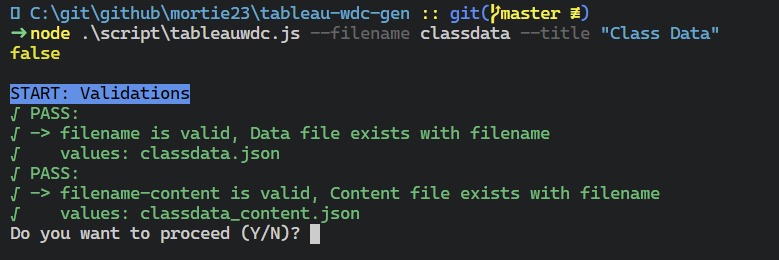 C:\git\github\mortie23\tableau-wdc-gen :: git(master ≢)
➜node .\script\tableauwdc.js --filename classdata --title "Class Data"
false
START: Validations
√ PASS:
√ -> filename is valid, Data file exists with filename
√    values: classdata.json
√ PASS:
√ -> filename-content is valid, Content file exists with filename
√    values: classdata_content.json
Do you want to proceed (Y/N)?